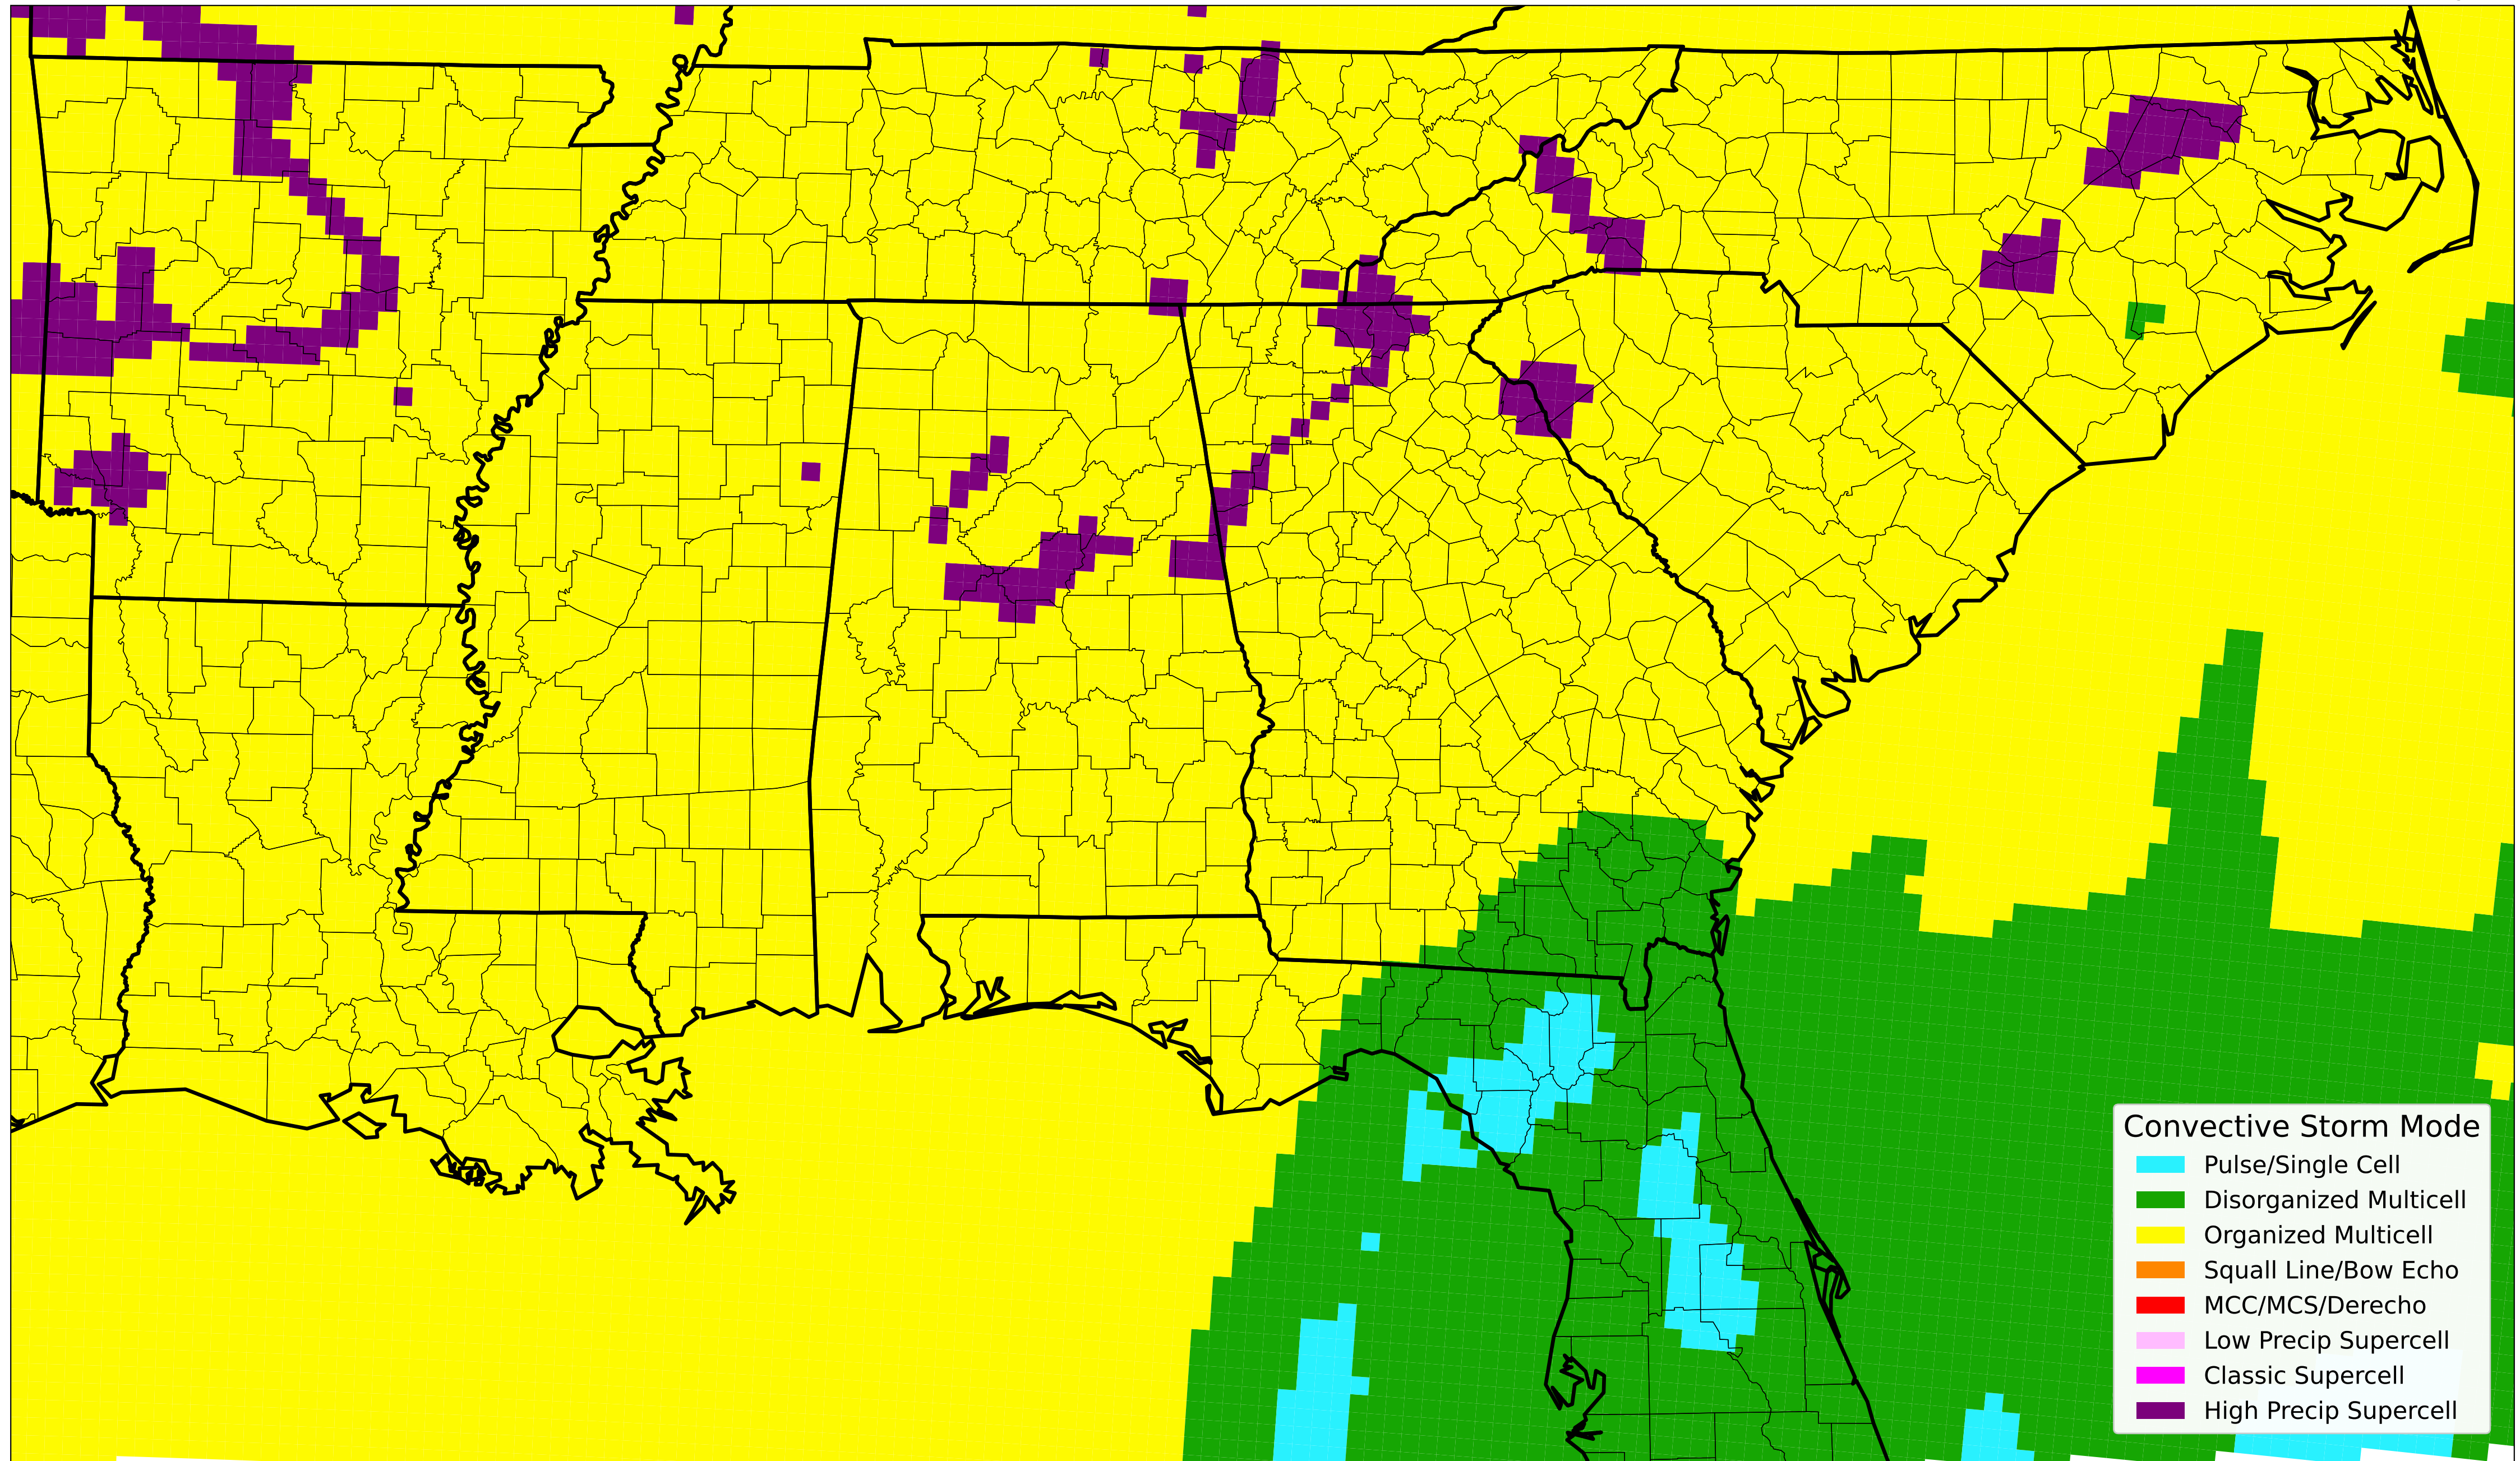 Convective Storm Mode
Pulse/Single Cell
Disorganized Multicell
Organized Multicell
Squall Line/Bow Echo
MCC/MCS/Derecho
Low Precip Supercell
Classic Supercell
High Precip Supercell